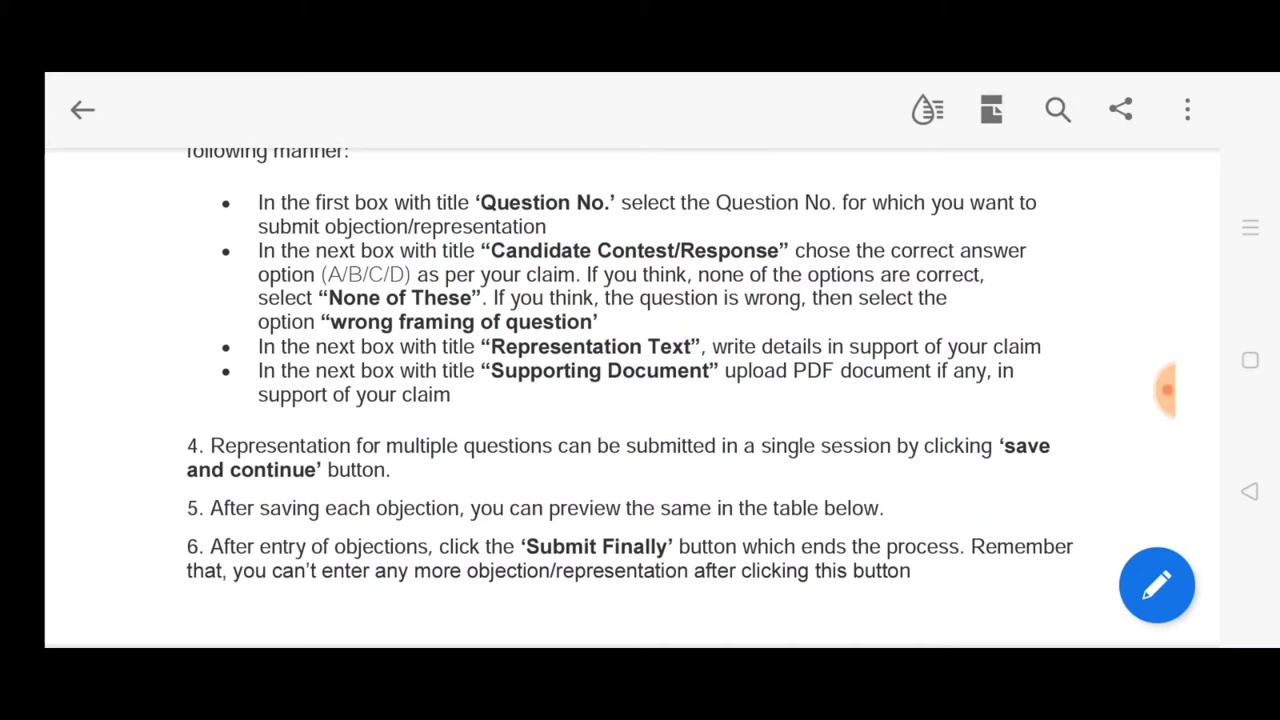 following manner:
• In the first box with title ‘Question No.’ select the Question No. for which you want to
submit objection/representation
• In the next box with title “Candidate Contest/Response” chose the correct answer
option (A/B/C/D) as per your claim. If you think, none of the options are correct,
select “None of These”. If you think, the question is wrong, then select the
option “wrong framing of question’
• In the next box with title “Representation Text”, write details in support of your claim
• In the next box with title “Supporting Document” upload PDF document if any, in
support of your claim
4. Representation for multiple questions can be submitted in a single session by clicking ‘save
and continue’ button.
5. After saving each objection, you can preview the same in the table below.
6. After entry of objections, click the ‘Submit Finally’ button which ends the process. Remember
that, you can’t enter any more objection/representation after clicking this button